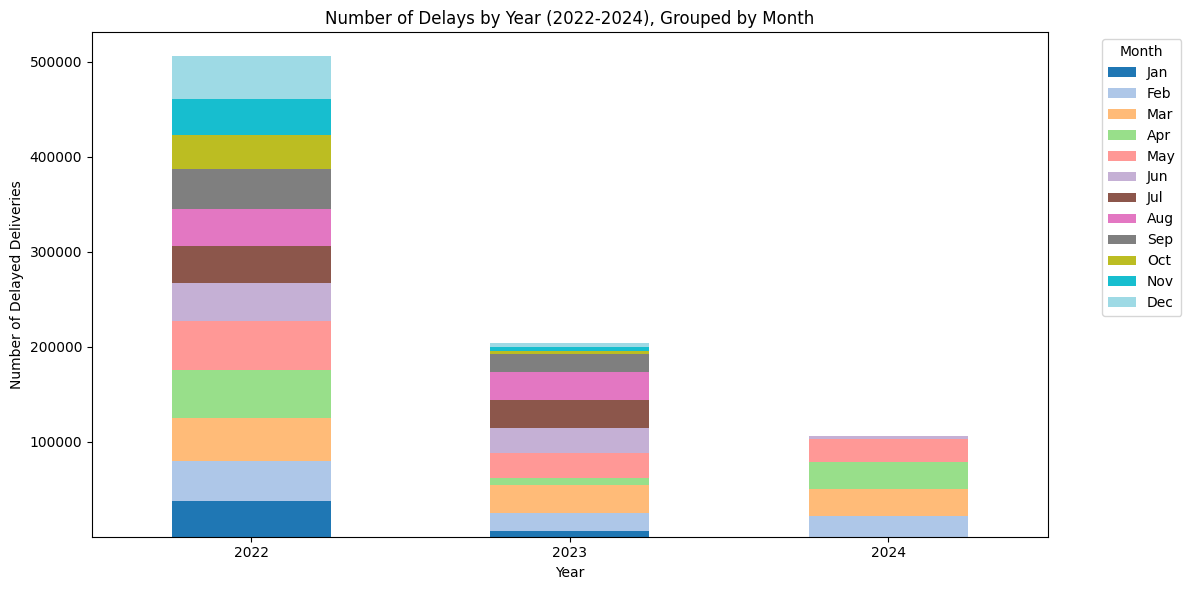 Number of Delays by Year (2022-2024), Grouped by Month
Number of Delayed Deliveries
500000
400000
300000
200000
100000
2022
2023
2024
Year
Month
Jan
Feb
Mar
Apr
May
Jun
Jul
Aug
Sep
Oct
Nov
Dec